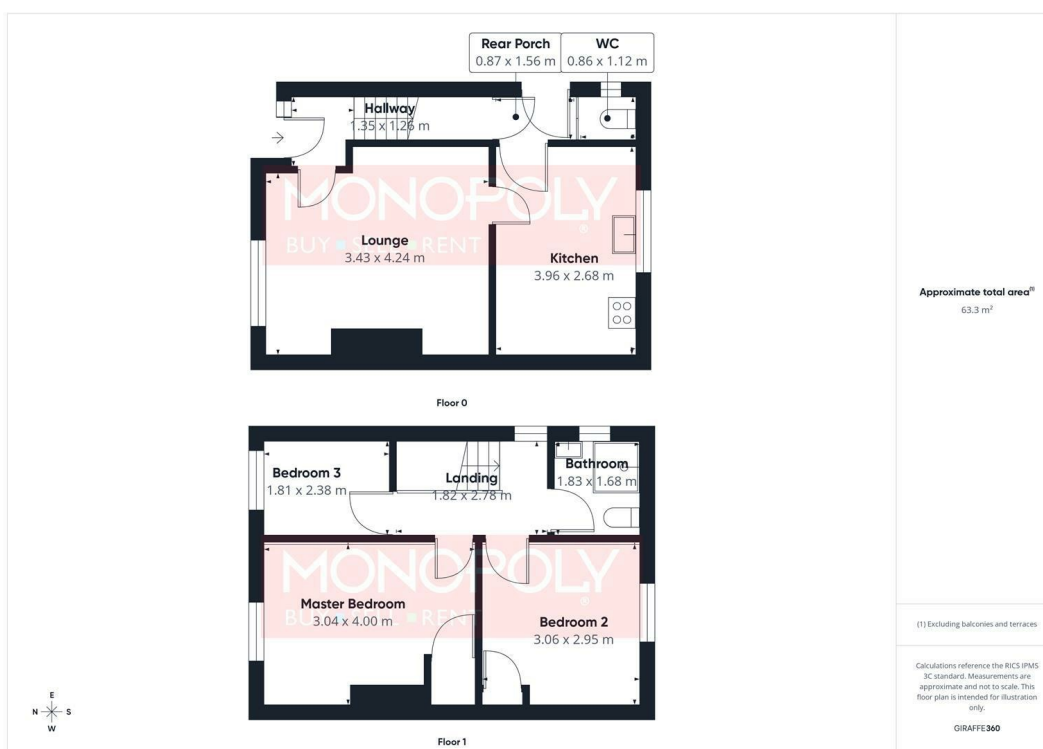 Rear Porch
0.87 x 1.56 m
WC
0.86 x 1.12 m
Hallway
1.35 x 1.26 m
MONOPOLY
®
BUY SELL RENT
Lounge
3.43 x 4.24 m
Kitchen
3.96 x 2.68 m
Floor 0
Approximate total area(1)
63.3 m²
Bedroom 3
1.81 x 2.38 m
Landing
1.82 x 2.78 m
Bathroom
1.83 x 1.68 m
MONOPOLY
®
BUY SELL RENT
Master Bedroom
3.04 x 4.00 m
Bedroom 2
3.06 x 2.95 m
Floor 1
E
N S
W
(1) Excluding balconies and terraces
Calculations reference the RICS IPMS
3C standard. Measurements are
approximate and not to scale. This
floor plan is intended for illustration
only.
GIRAFFE360